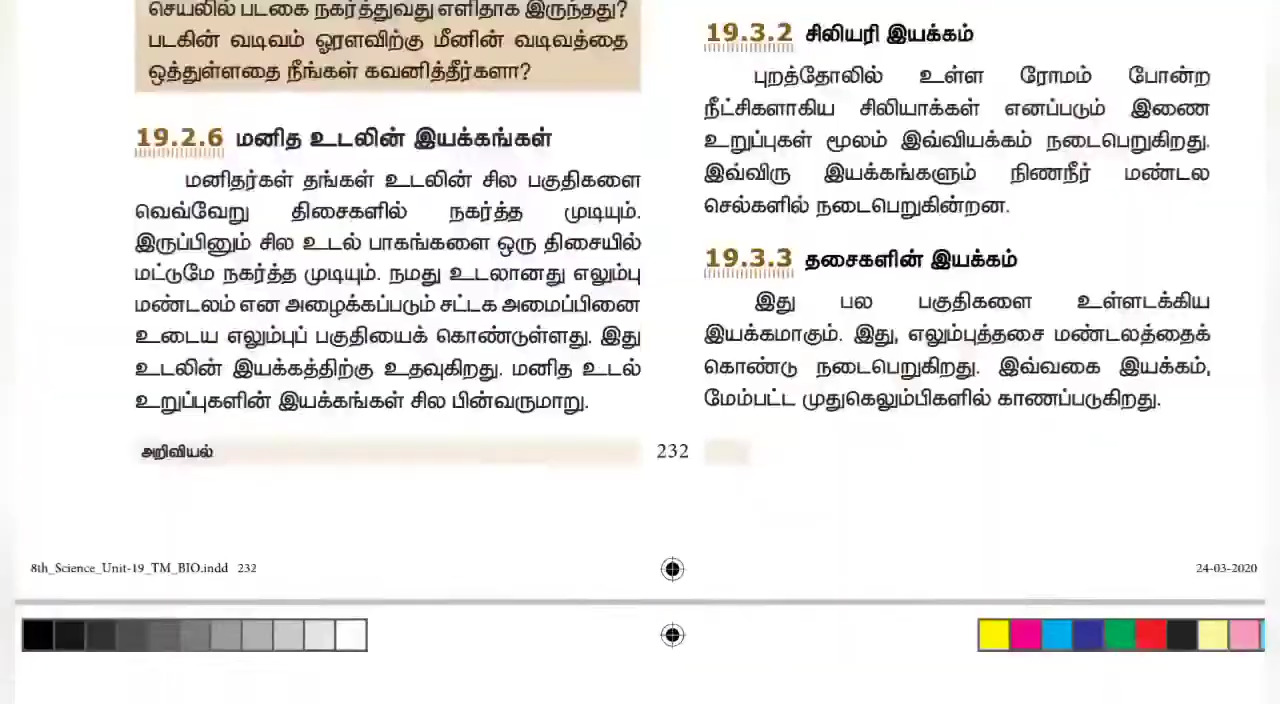 செயலில் படகை நகர்த்துவது எளிதாக இருந்தது?
படகின் வடிவம் ஓரளவிற்கு மீனின் வடிவத்தை
ஒத்துள்ளதை நீங்கள் கவனித்தீர்களா?
19.2.6 மனித உடலின் இயக்கங்கள்
மனிதர்கள் தங்கள் உடலின் சில பகுதிகளை
வெவ்வேறு திசைகளில் நகர்த்த முடியும்.
இருப்பினும் சில உடல் பாகங்களை ஒரு திசையில்
மட்டுமே நகர்த்த முடியும். நமது உடலானது எலும்பு
மண்டலம் என அழைக்கப்படும் சட்டக அமைப்பினை
உடைய எலும்புப் பகுதியைக் கொண்டுள்ளது. இது
உடலின் இயக்கத்திற்கு உதவுகிறது. மனித உடல்
உறுப்புகளின் இயக்கங்கள் சில பின்வருமாறு.
19.3.2 சிலியரி இயக்கம்
புறத்தோலில் உள்ள ரோமம் போன்ற
நீட்சிகளாகிய சிலியாக்கள் எனப்படும் இணை
உறுப்புகள் மூலம் இவ்வியக்கம் நடைபெறுகிறது.
இவ்விரு இயக்கங்களும் நிணநீர் மண்டல
செல்களில் நடைபெறுகின்றன.
19.3.3 தசைகளின் இயக்கம்
இது பல பகுதிகளை உள்ளடக்கிய
இயக்கமாகும். இது, எலும்புத்தசை மண்டலத்தைக்
கொண்டு நடைபெறுகிறது. இவ்வகை இயக்கம்,
மேம்பட்ட முதுகெலும்பிகளில் காணப்படுகிறது.
அறிவியல்
232
8th_Science_Unit-19_TM_BIO.indd 232
24-03-2020